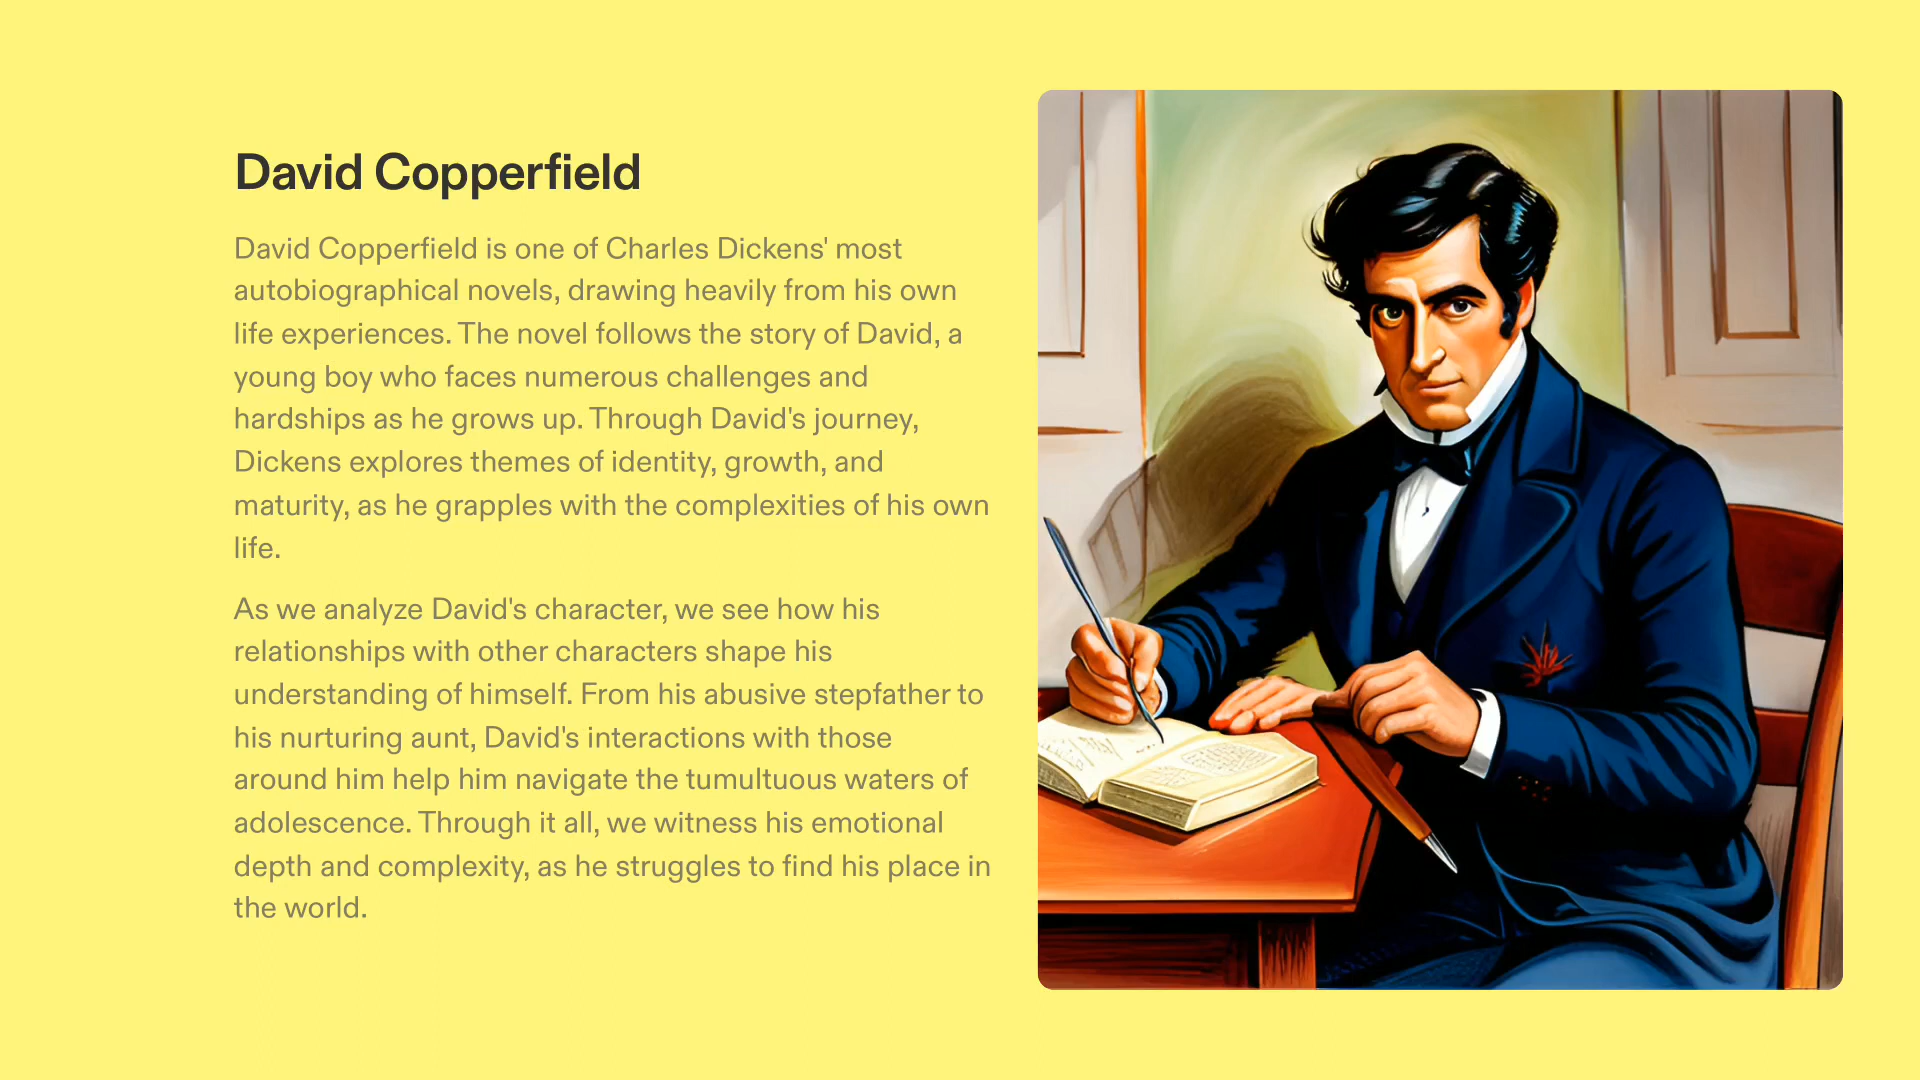 David Copperfield
David Copperfield is one of Charles Dickens' most
autobiographical novels, drawing heavily from his own
life experiences. The novel follows the story of David, a
young boy who faces numerous challenges and
hardships as he grows up. Through David's journey,
Dickens explores themes of identity, growth, and
maturity, as he grapples with the complexities of his own
life.
As we analyze David's character, we see how his
relationships with other characters shape his
understanding of himself. From his abusive stepfather to
his nurturing aunt, David's interactions with those
around him help him navigate the tumultuous waters of
adolescence. Through it all, we witness his emotional
depth and complexity, as he struggles to find his place in
the world.